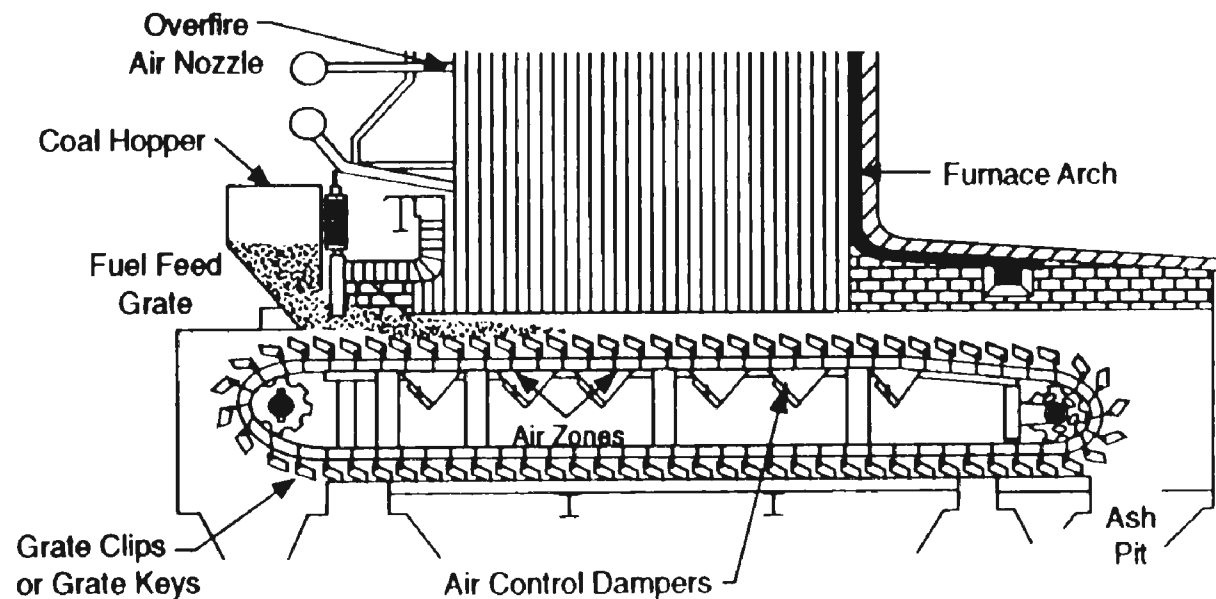 Overfire
Air Nozzle
Coal Hopper
Furnace Arch
Fuel Feed
Grate
Air Zones
Grate Clips
or Grate Keys
Air Control Dampers
Ash
Pit